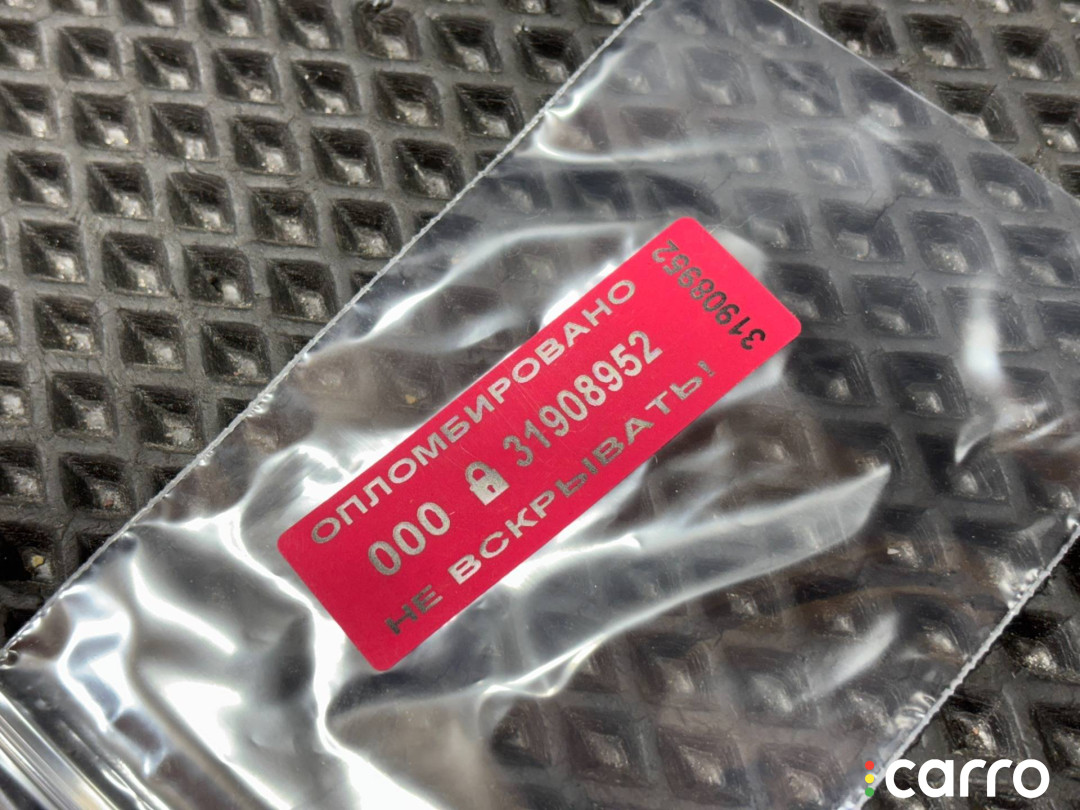 ОПЛОМБИРОВАНО
000 31908952
НЕ ВСКРЫВАТЬ!
31908952
carro